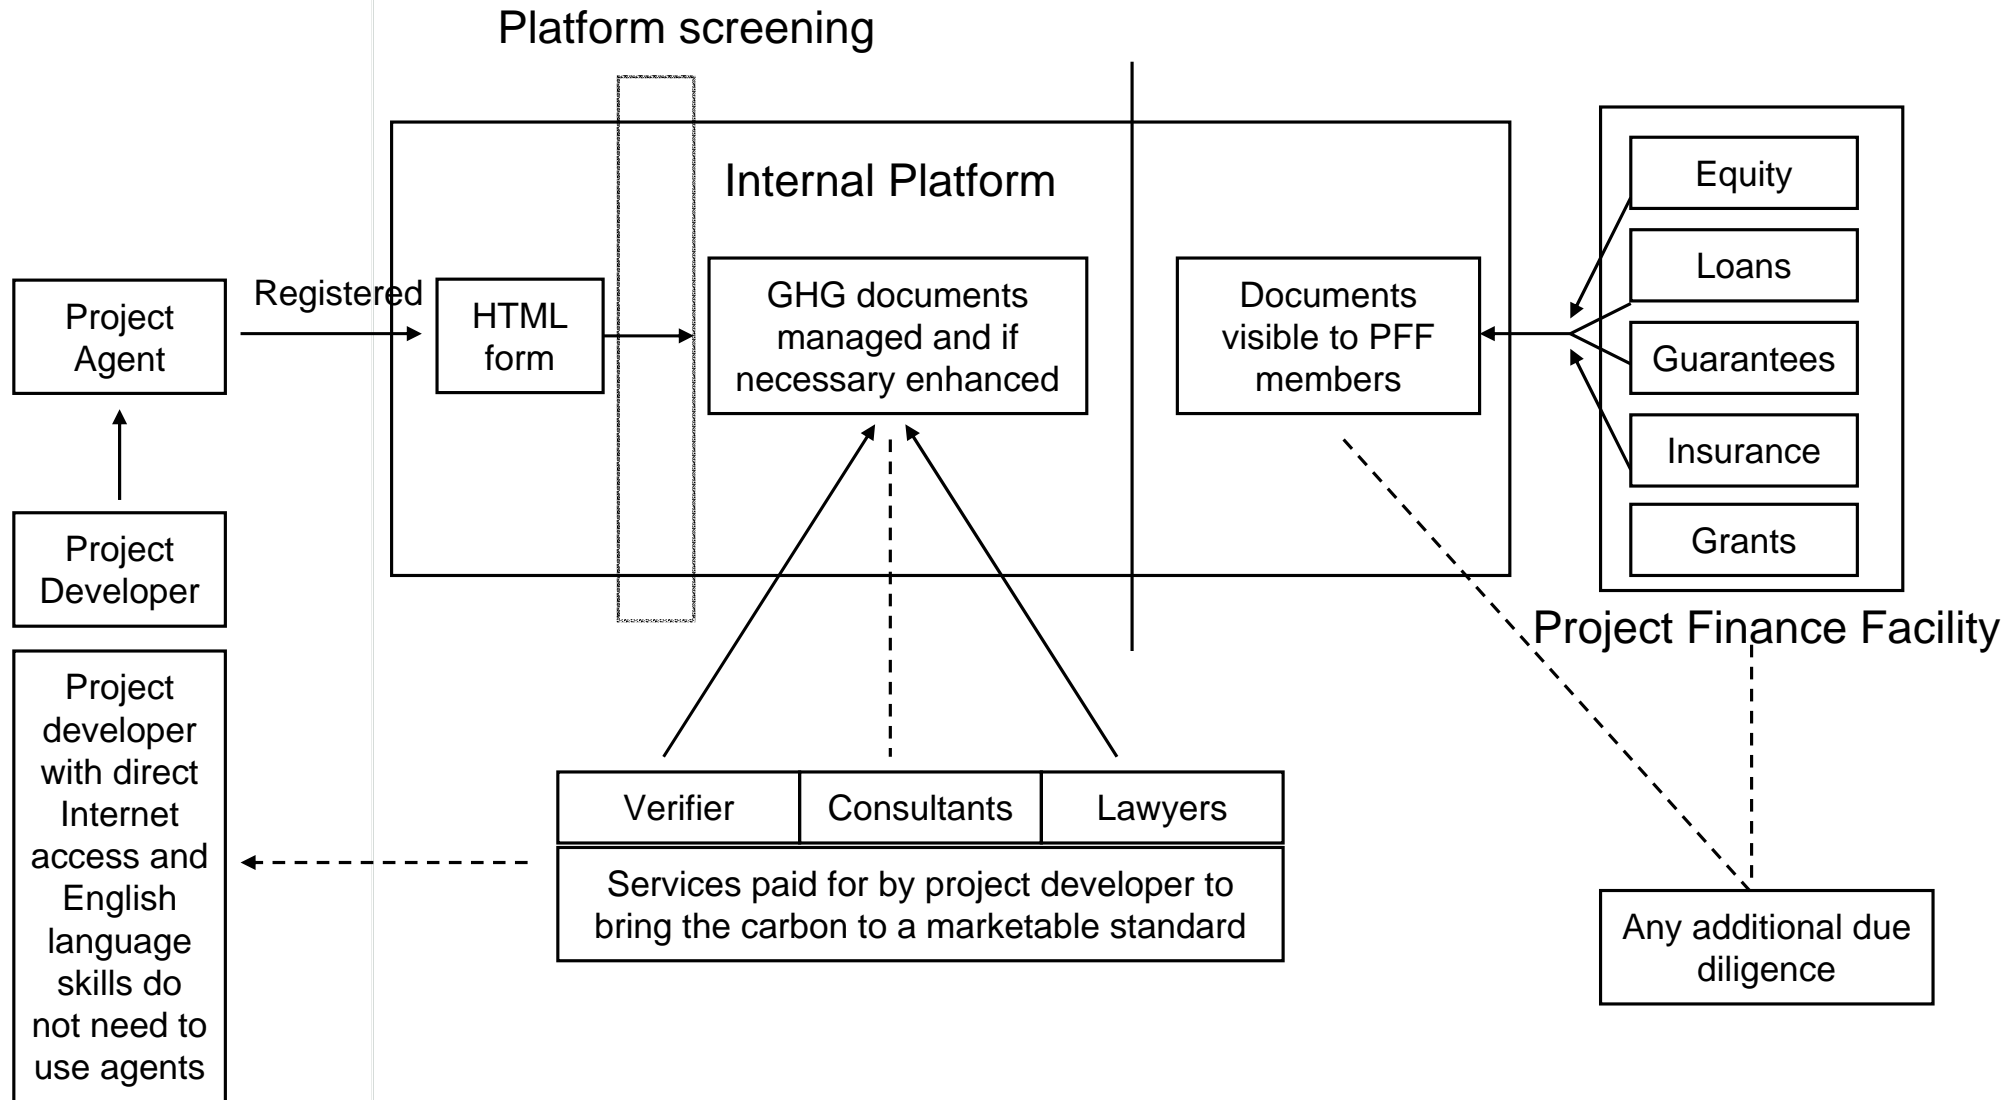 Platform screening
Internal Platform
Registered
Project
Agent
HTML
form
GHG documents
managed and if
necessary enhanced
Documents
visible to PFF
members
Equity
Loans
Guarantees
Insurance
Grants
Project Finance Facility
Project
Developer
Project
developer
with direct
Internet
access and
English
language
skills do
not need to
use agents
Verifier
Consultants
Lawyers
Services paid for by project developer to
bring the carbon to a marketable standard
Any additional due
diligence